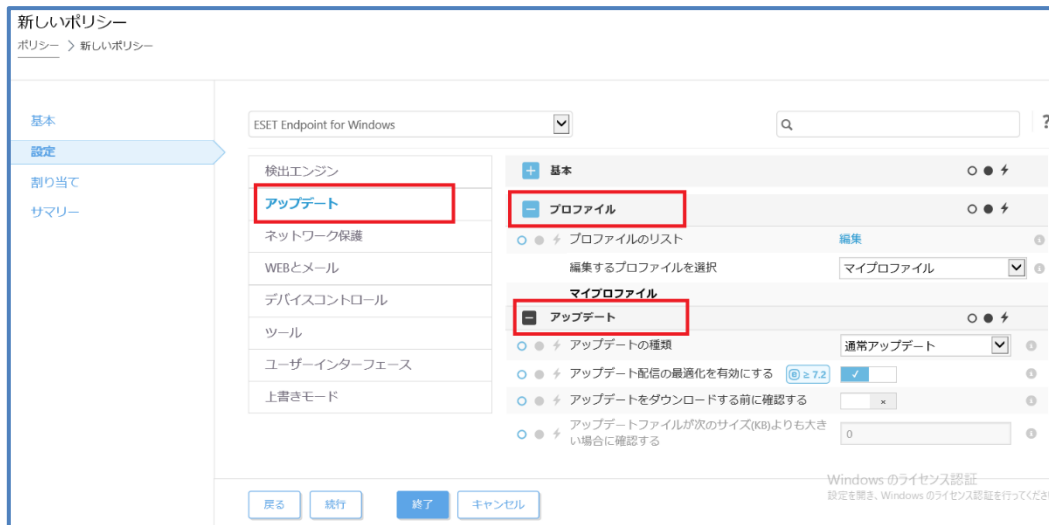 新しいポリシー
ポリシー 〉 新しいポリシー
基本
設定
割り当て
サマリー
ESET Endpoint for Windows
?
検出エンジン
アップデート
ネットワーク保護
WEBとメール
デバイスコントロール
ツール
ユーザーインターフェース
上書きモード
基本
プロファイル
プロファイルのリスト
編集
編集するプロファイルを選択
マイプロファイル
マイプロファイル
アップデート
アップデートの種類
通常アップデート
アップデート配信の最適化を有効にする
ⓔ ≥ 7.2
アップデートをダウンロードする前に確認する
アップデートファイルが次のサイズ(KB)よりも大き
い場合に確認する
0
戻る
続行
終了
キャンセル
Windows のライセンス認証
設定を開き、Windows のライセンス認証を行ってくださ